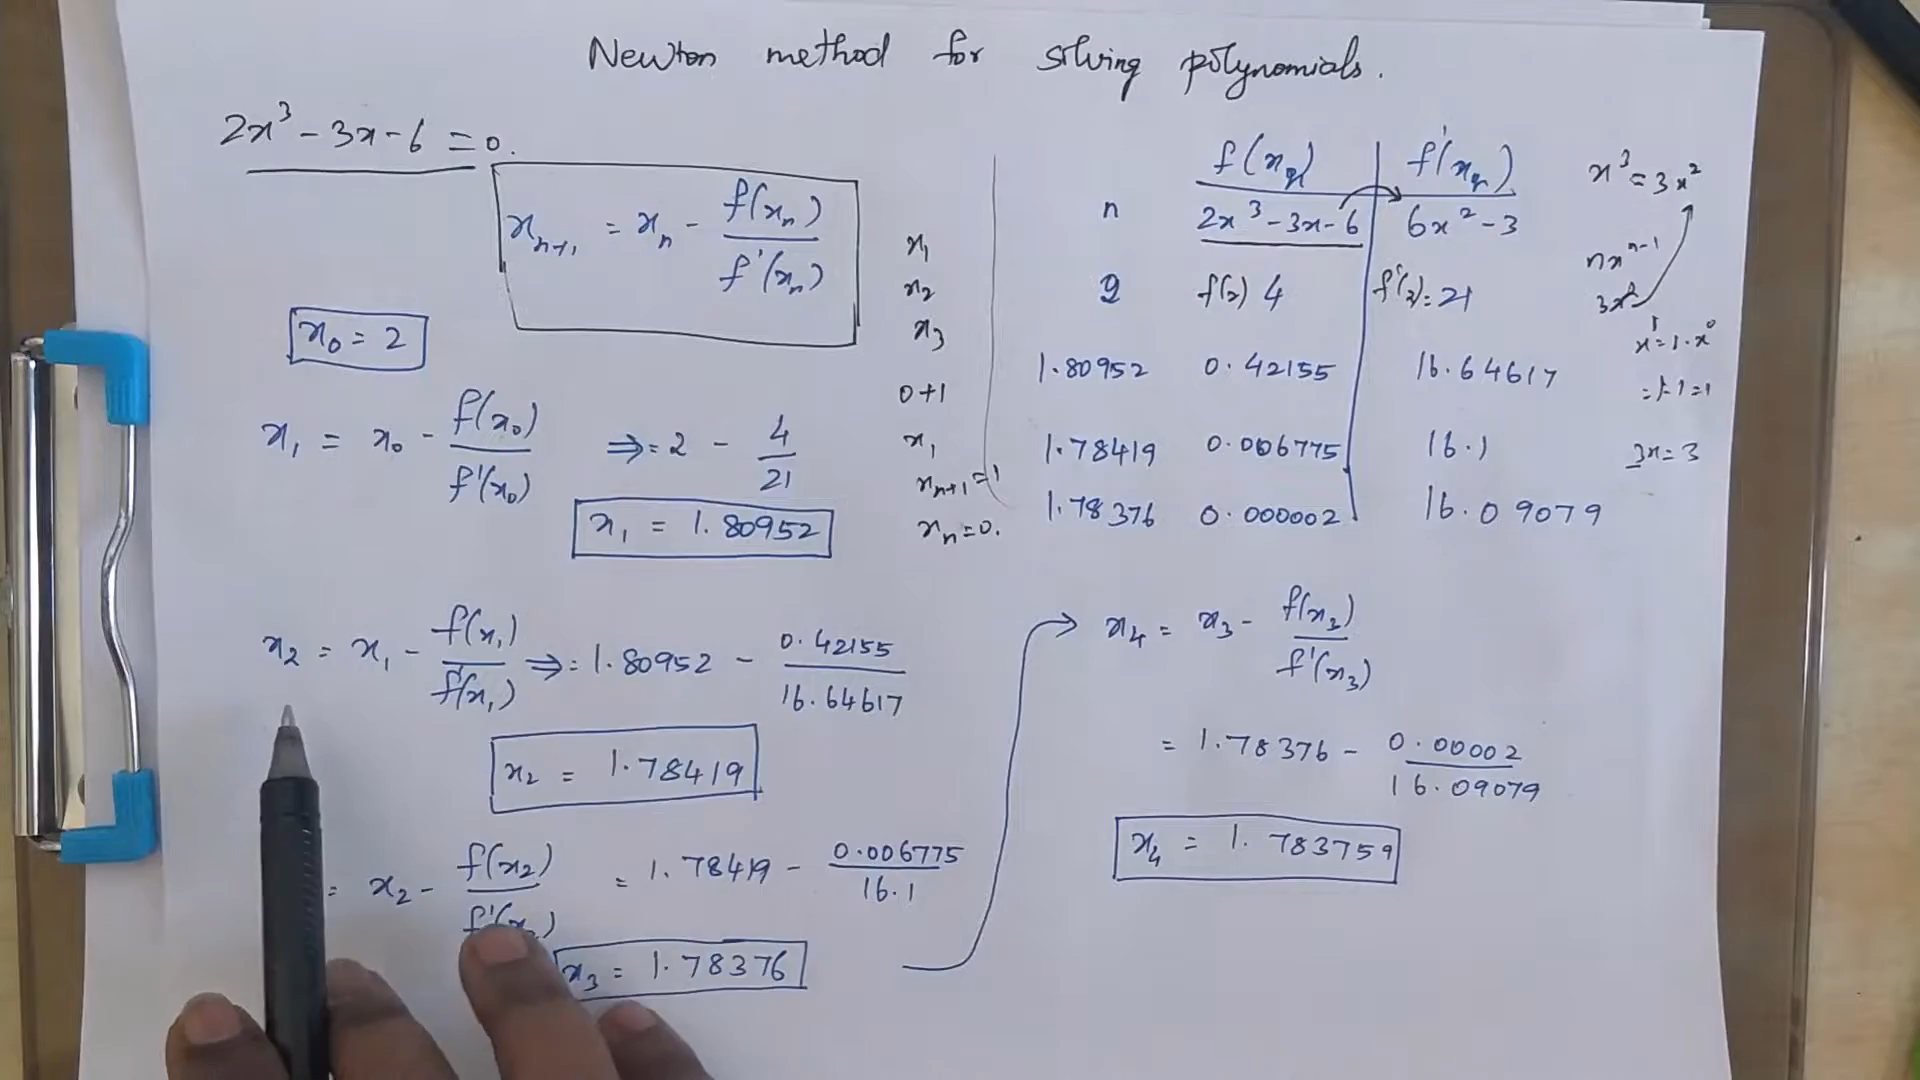 Newton method for solving polynomials.
2x³ - 3x - 6 = 0.
xₙ₊₁ = xₙ - f(xₙ) / f'(xₙ)
x₀ = 2
x₁ = x₀ - f(x₀) / f'(x₀) ⇒ = 2 - 4 / 21
x₁ = 1.80952
x₂ = x₁ - f(x₁) / f'(x₁) ⇒ = 1.80952 - 0.42155 / 16.64617
x₂ = 1.78419
= x₂ - f(x₂) / f'(x₂) = 1.78419 - 0.006775 / 16.1
x₃ = 1.78376
x₁
x₂
x₃
0+1
x₁
xₙ₊₁ = 1
xₙ = 0.
f(xₙ) f'(xₙ)
n 2x³-3x-6 6x²-3
2 f(2) 4 f'(2) = 21
1.80952 0.42155 16.64617
1.78419 0.006775 16.1
1.78376 0.000002 16.09079
x³ = 3x²
nxⁿ⁻¹
3x²
x¹ = 1.x⁰
= 1.1 = 1
3x = 3
x₄ = x₃ - f(x₃) / f'(x₃)
= 1.78376 - 0.00002 / 16.09079
x₄ = 1.783759